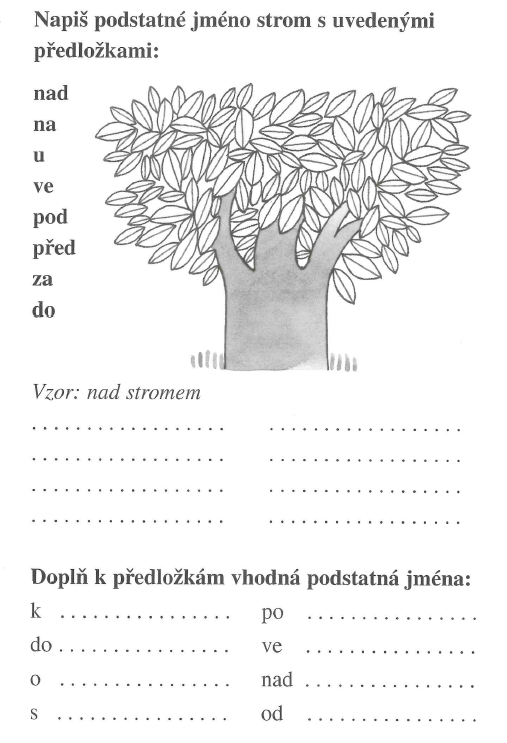 Napiš podstatné jméno strom s uvedenými
předložkami:
nad
na
u
ve
pod
před
za
do
Vzor: nad stromem
. . . . . . . . . . . . . . . . . .    . . . . . . . . . . . . . . . . . .
. . . . . . . . . . . . . . . . . .    . . . . . . . . . . . . . . . . . .
. . . . . . . . . . . . . . . . . .    . . . . . . . . . . . . . . . . . .
. . . . . . . . . . . . . . . . . .    . . . . . . . . . . . . . . . . . .
Doplň k předložkám vhodná podstatná jména:
k . . . . . . . . . . . . . . . .    po . . . . . . . . . . . . . . . .
do . . . . . . . . . . . . . . . .    ve . . . . . . . . . . . . . . . .
o . . . . . . . . . . . . . . . .    nad . . . . . . . . . . . . . . . .
s . . . . . . . . . . . . . . . .    od . . . . . . . . . . . . . . . .